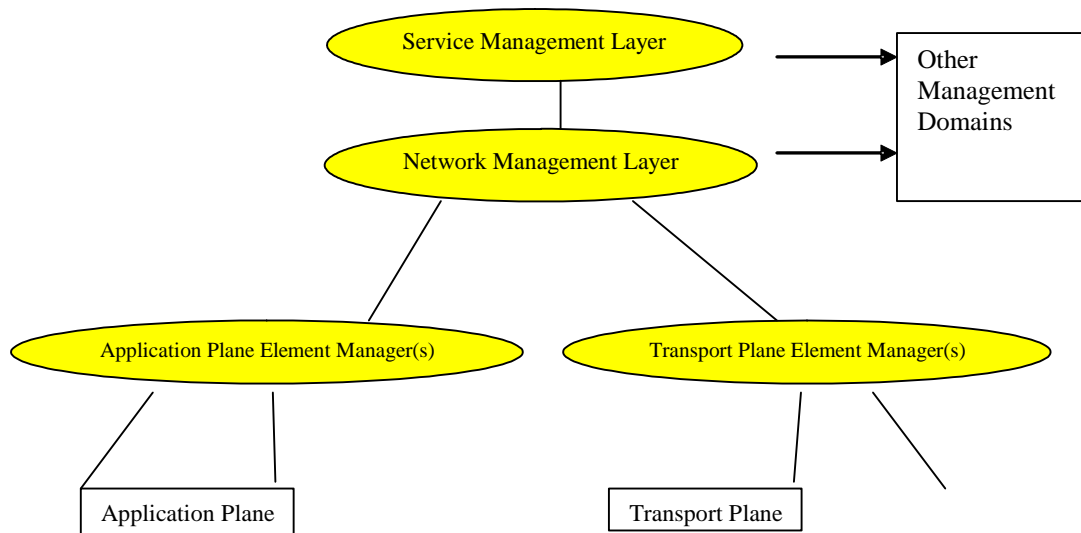 Service Management Layer
Other
Management
Domains
Network Management Layer
Application Plane Element Manager(s)
Transport Plane Element Manager(s)
Application Plane
Transport Plane